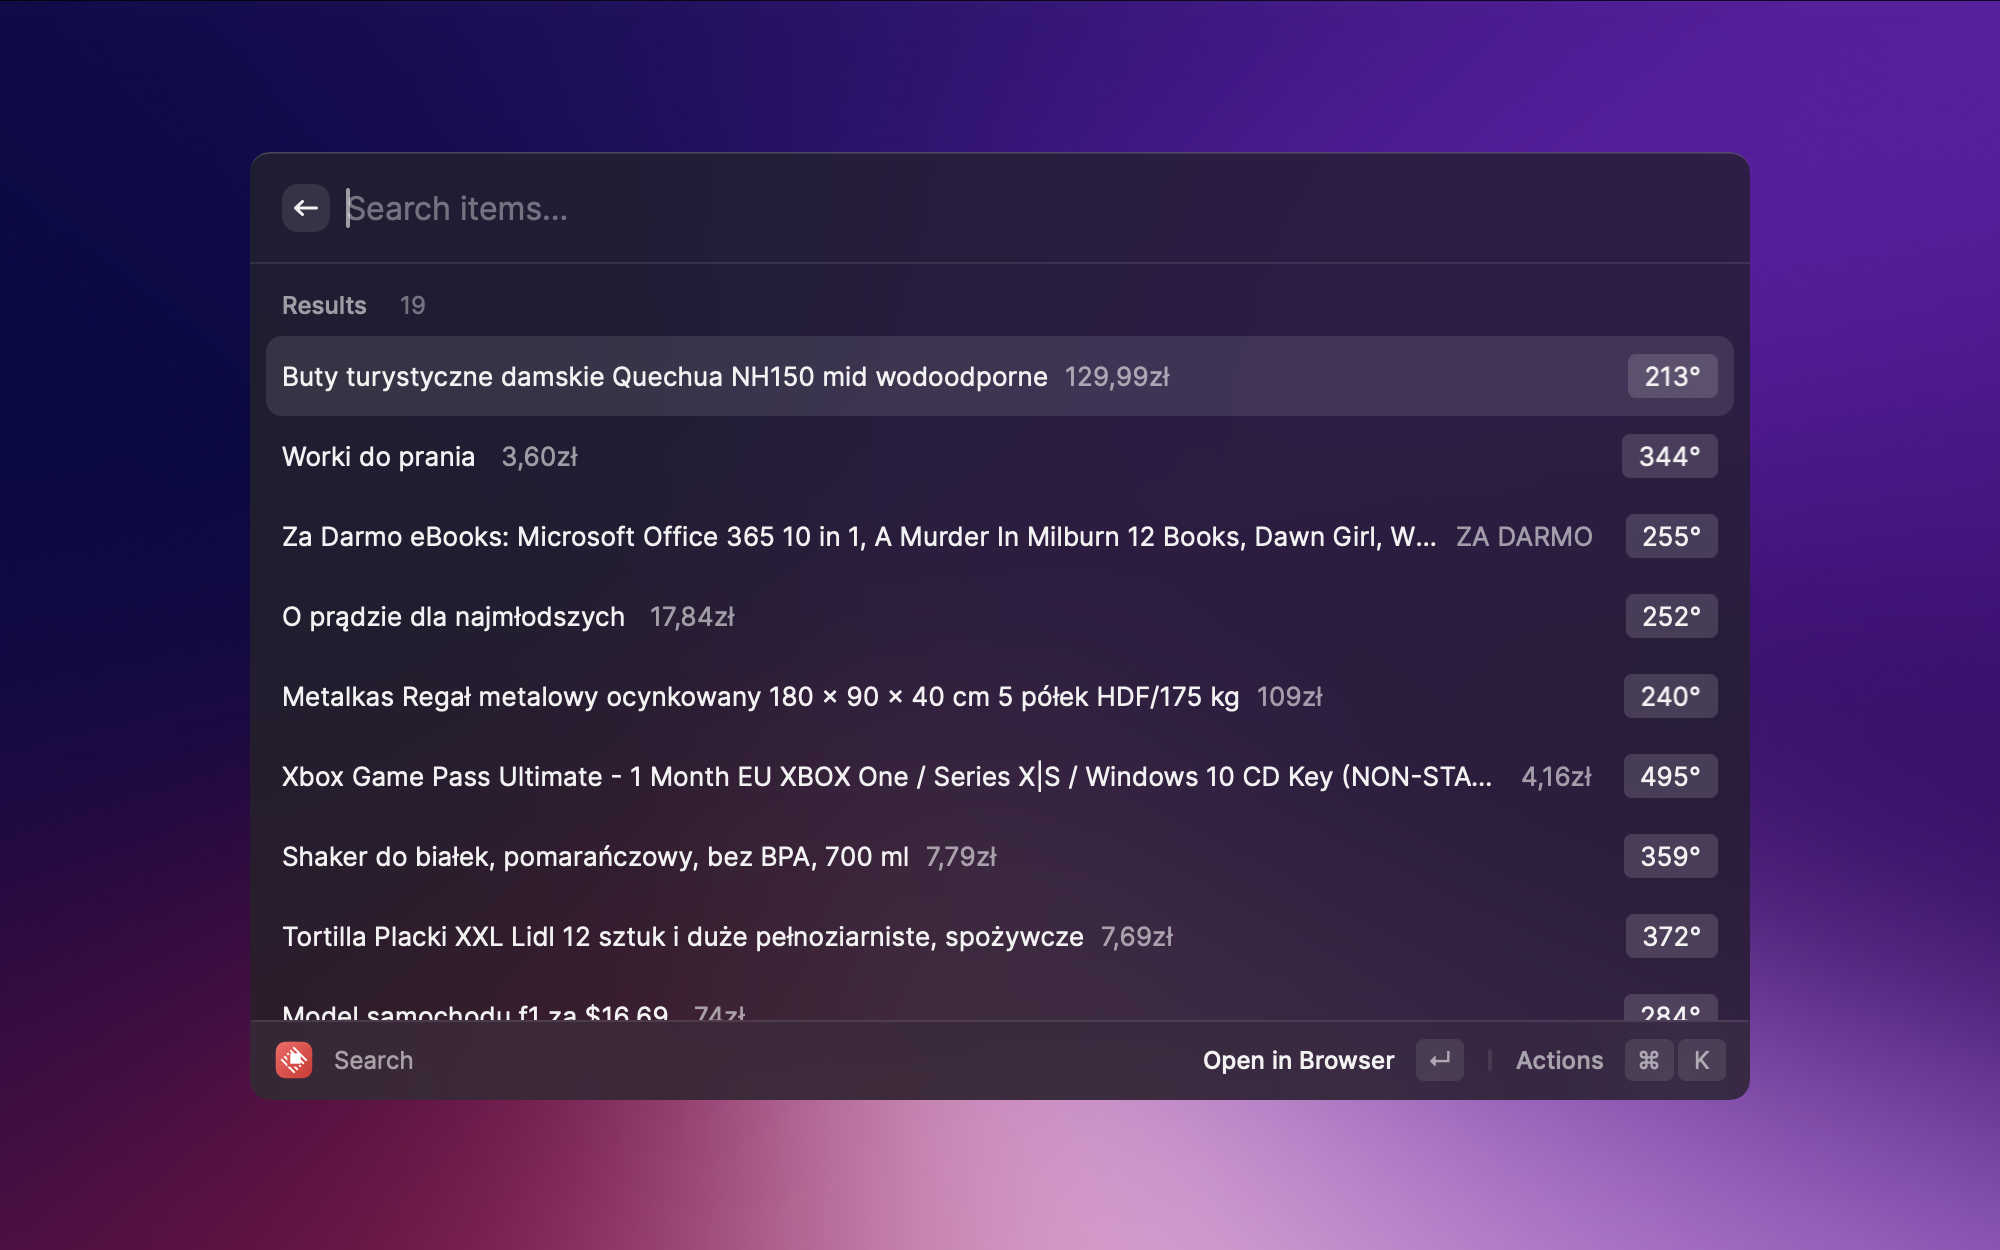 Search items...
Results 19
Buty turystyczne damskie Quechua NH150 mid wodoodporne 129,99zł 213°
Worki do prania 3,60zł 344°
Za Darmo eBooks: Microsoft Office 365 10 in 1, A Murder In Milburn 12 Books, Dawn Girl, W... ZA DARMO 255°
O prądzie dla najmłodszych 17,84zł 252°
Metalkas Regał metalowy ocynkowany 180 × 90 × 40 cm 5 półek HDF/175 kg 109zł 240°
Xbox Game Pass Ultimate - 1 Month EU XBOX One / Series X|S / Windows 10 CD Key (NON-STA... 4,16zł 495°
Shaker do białek, pomarańczowy, bez BPA, 700 ml 7,79zł 359°
Tortilla Placki XXL Lidl 12 sztuk i duże pełnoziarniste, spożywcze 7,69zł 372°
Model samochodu f1 za $16.69 74zł 284°
Search Open in Browser ↵ Actions ⌘ K